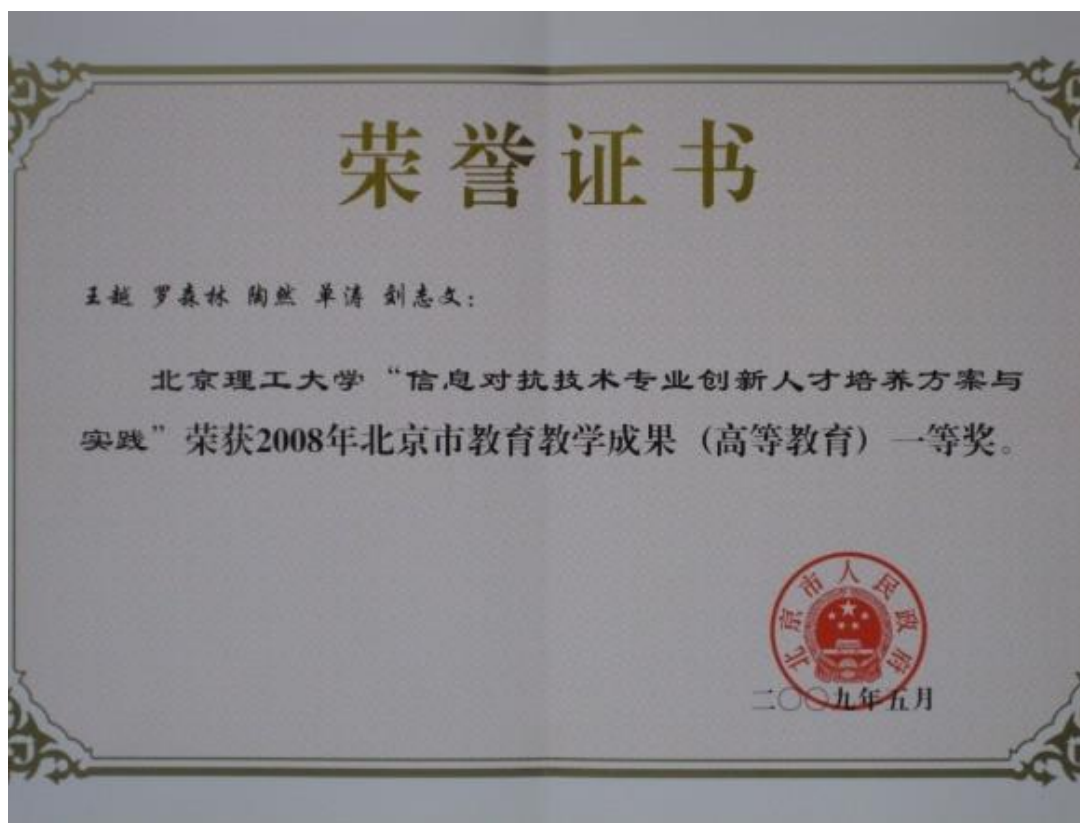 荣誉证书
王越 罗森林 陶然 单涛 刘志文:
北京理工大学“信息对抗技术专业创新人才培养方案与
实践”荣获2008年北京市教育教学成果(高等教育)一等奖。
北京市人民政府
二〇〇九年五月